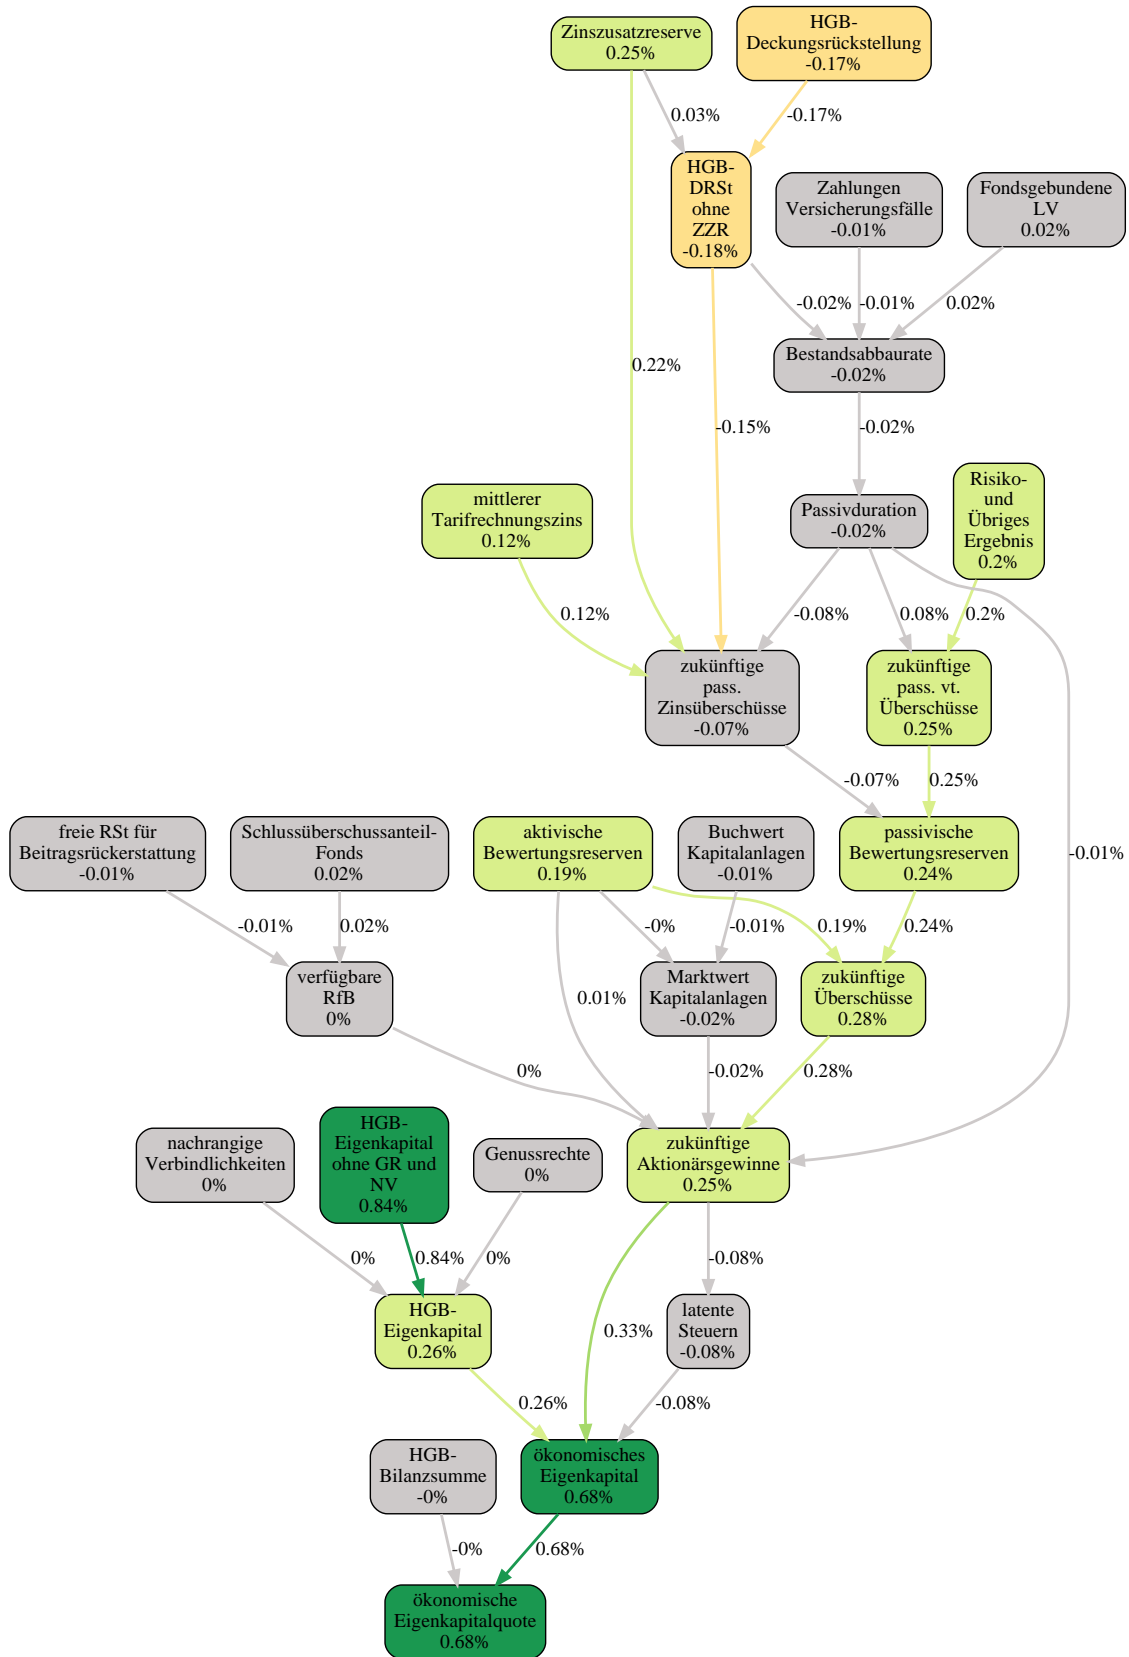 Zinszusatzreserve
0.25%
HGB-
Deckungsrückstellung
-0.17%
0.03%
-0.17%
HGB-
DRSt
ohne
ZZR
-0.18%
Zahlungen
Versicherungsfälle
-0.01%
Fondsgebundene
LV
0.02%
-0.02%
-0.01%
0.02%
Bestandsabbaurate
-0.02%
0.22%
-0.15%
-0.02%
mittlerer
Tarifrechnungszins
0.12%
Passivduration
-0.02%
Risiko-
und
Übriges
Ergebnis
0.2%
0.12%
-0.08%
0.08%
0.2%
zukünftige
pass.
Zinsüberschüsse
-0.07%
zukünftige
pass. vt.
Überschüsse
0.25%
-0.07%
0.25%
-0.01%
freie RSt für
Beitragsrückerstattung
-0.01%
Schlussüberschussanteil-
Fonds
0.02%
aktivische
Bewertungsreserven
0.19%
Buchwert
Kapitalanlagen
-0.01%
passivische
Bewertungsreserven
0.24%
-0.01%
0.02%
-0%
-0.01%
0.19%
0.24%
verfügbare
RfB
0%
0.01%
Marktwert
Kapitalanlagen
-0.02%
zukünftige
Überschüsse
0.28%
0%
-0.02%
0.28%
nachrangige
Verbindlichkeiten
0%
HGB-
Eigenkapital
ohne GR und
NV
0.84%
Genussrechte
0%
zukünftige
Aktionärsgewinne
0.25%
0%
0.84%
0%
-0.08%
HGB-
Eigenkapital
0.26%
0.33%
latente
Steuern
-0.08%
0.26%
-0.08%
HGB-
Bilanzsumme
-0%
ökonomisches
Eigenkapital
0.68%
-0%
0.68%
ökonomische
Eigenkapitalquote
0.68%